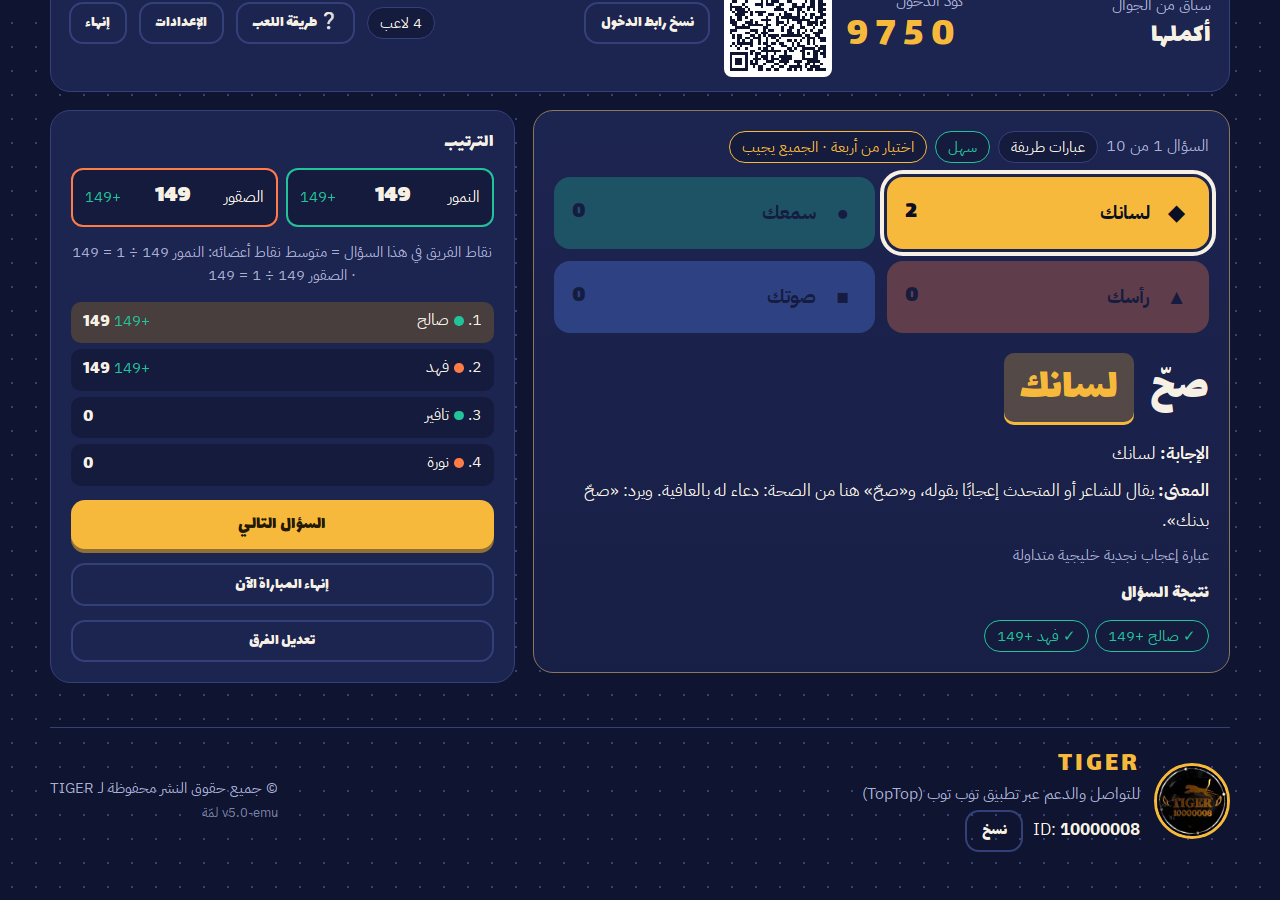 سباق من الجوال
أكملها
كود الدخول
9750
نسخ رابط الدخول
4 لاعب
❔ طريقة اللعب
الإعدادات
إنهاء
السؤال 1 من 10
عبارات طريفة
سهل
اختيار من أربعة · الجميع يجيب
◆ لسانك 2
● سمعك 0
▲ رأسك 0
■ صوتك 0
صحّ لسانك
الإجابة: لسانك
المعنى: يقال للشاعر أو المتحدث إعجابًا بقوله، و«صحّ» هنا من الصحة: دعاء له بالعافية. ويرد: «صحّ
بدنك».
عبارة إعجاب نجدية خليجية متداولة
نتيجة السؤال
✓ صالح +149
✓ فهد +149
الترتيب
النمور 149 +149
الصقور 149 +149
نقاط الفريق في هذا السؤال = متوسط نقاط أعضائه: النمور 149 ÷ 1 = 149
· الصقور 149 ÷ 1 = 149
1. صالح +149 149
2. فهد +149 149
3. تافير 0
4. نورة 0
السؤال التالي
إنهاء المباراة الآن
تعديل الفرق
TIGER
10000008
TIGER
للتواصل والدعم عبر تطبيق توب توب (TopTop)
ID: 10000008
نسخ
© جميع حقوق النشر محفوظة لـ TIGER
لمّة v5.0-emu